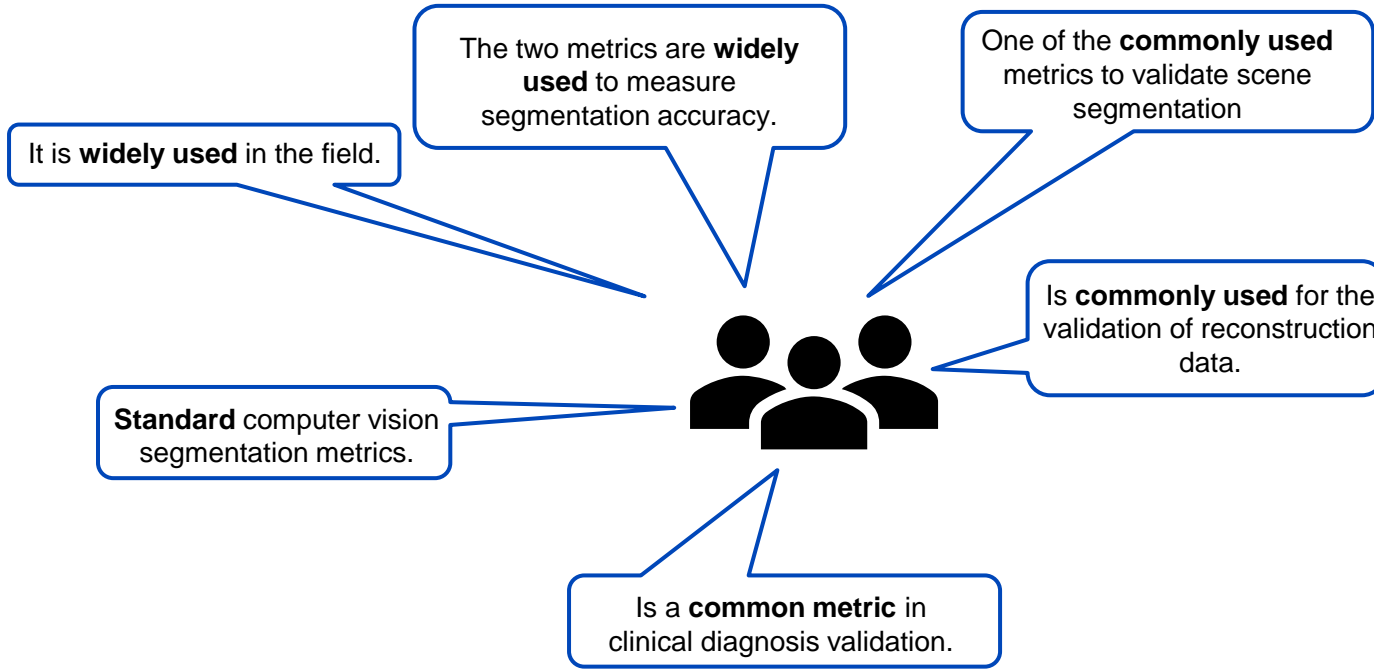 The two metrics are widely
used to measure
segmentation accuracy.
One of the commonly used
metrics to validate scene
segmentation
It is widely used in the field.
Is commonly used for the
validation of reconstruction
data.
Standard computer vision
segmentation metrics.
Is a common metric in
clinical diagnosis validation.